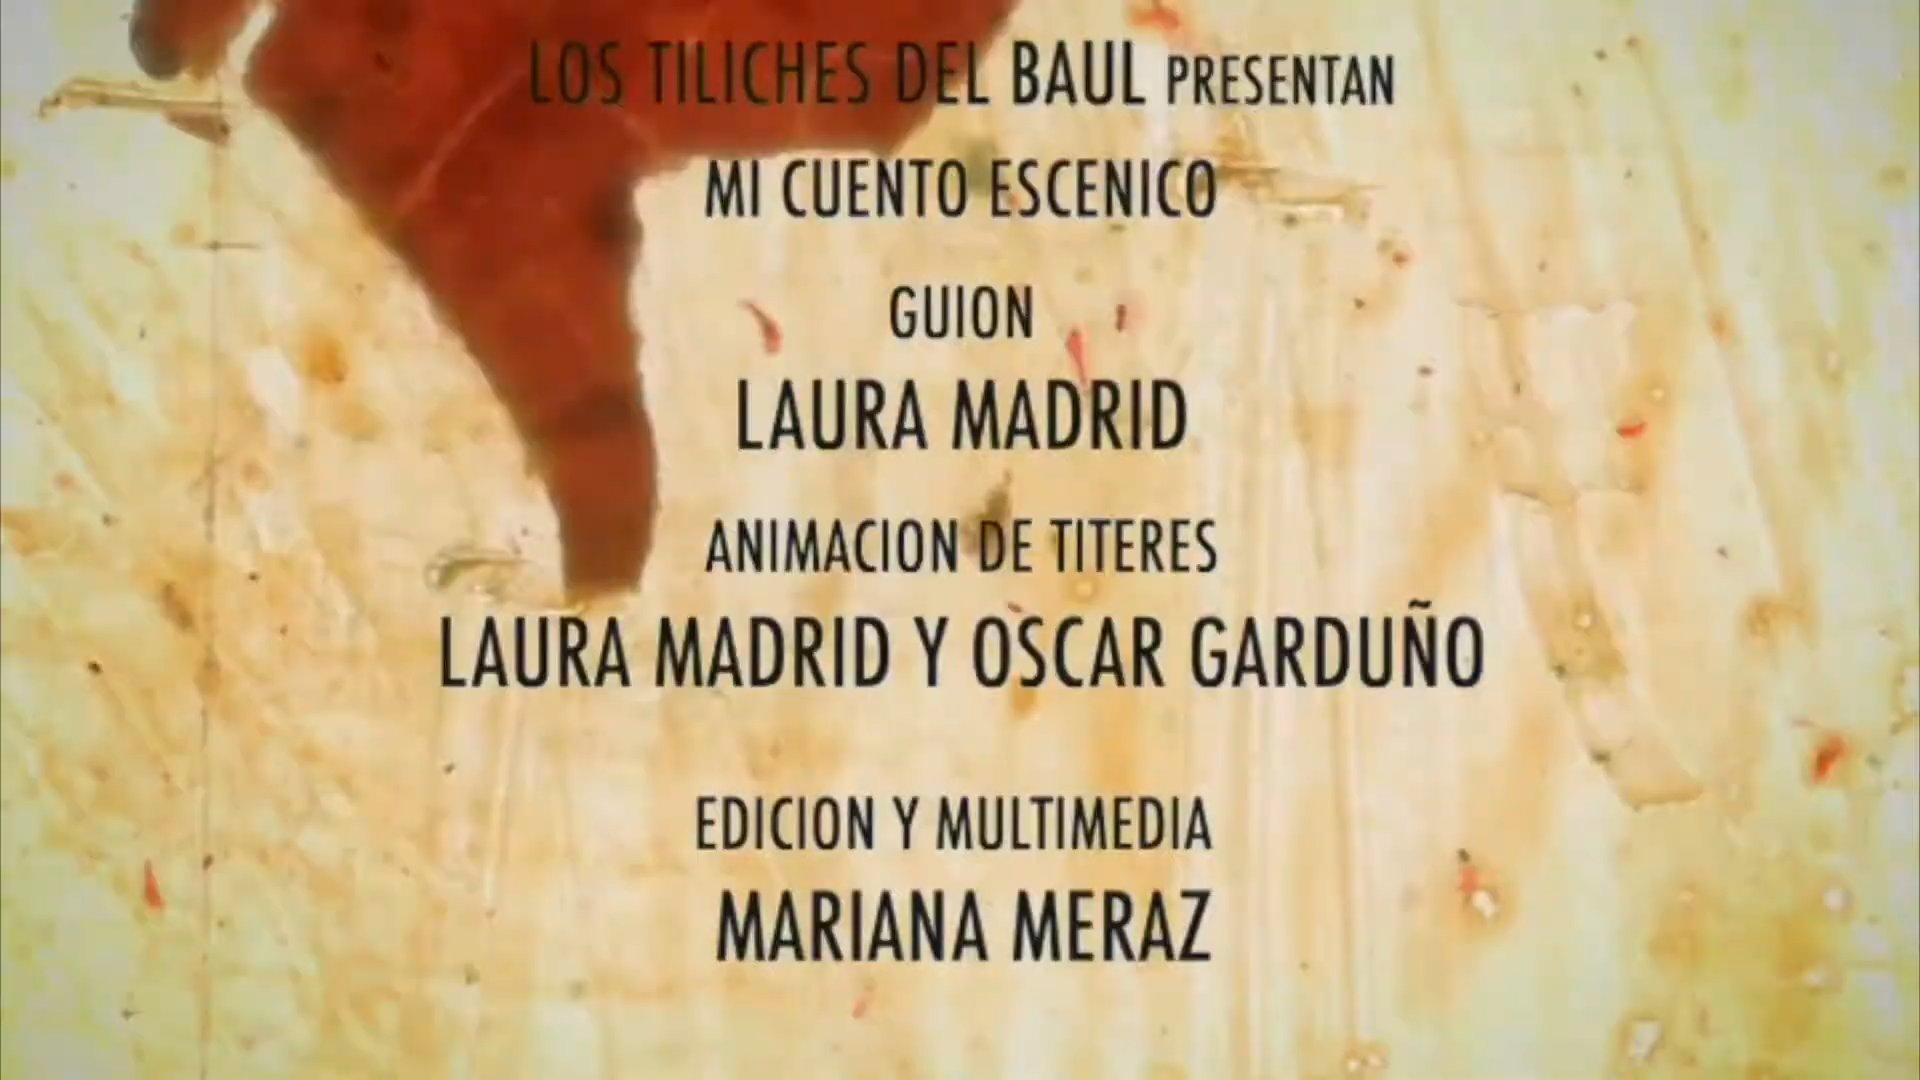 LOS TILICHES DEL BAUL PRESENTAN
MI CUENTO ESCENICO
GUION
LAURA MADRID
ANIMACION DE TITERES
LAURA MADRID Y OSCAR GARDUÑO
EDICION Y MULTIMEDIA
MARIANA MERAZ